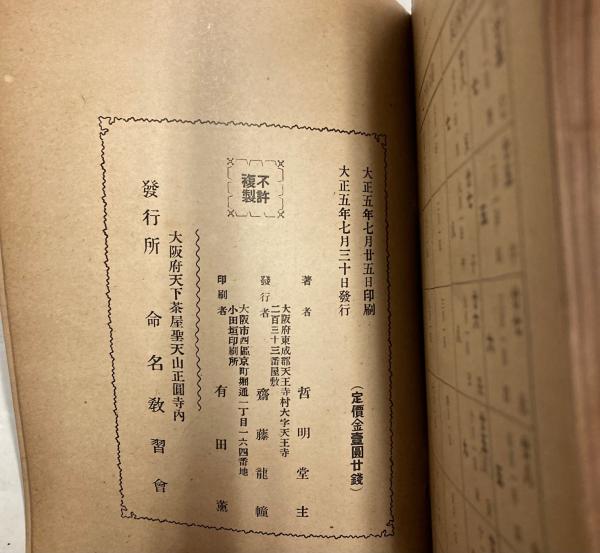 大正五年七月廿五日印刷
大正五年七月三十日發行
(定價金壹圓廿錢)
不許複製
著者 哲明堂主
大阪府東成郡天王寺村大字天王寺
二百三十三番屋敷
發行者 齋藤龍幢
大阪市西區京町堀通一丁目一六四番地
小田垣印刷所
印刷者 有田薰
大阪府天下茶屋聖天山正圓寺內
發行所 命名敎習會